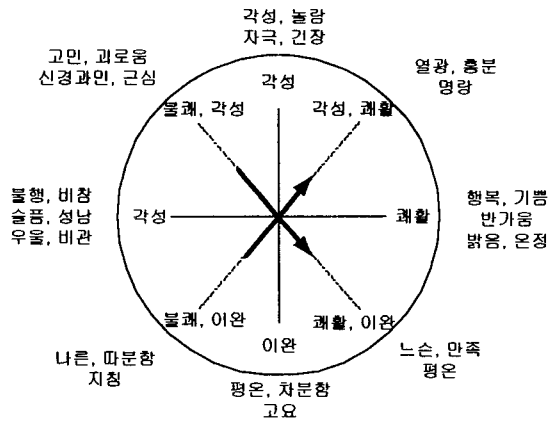 각성, 놀람
자극, 긴장
고민, 괴로움
신경과민, 근심
열광, 흥분
명랑
각성
불쾌, 각성
각성, 쾌활
불행, 비참
슬픔, 성남
우울, 비관
각성
쾌활
행복, 기쁨
반가움
밝음, 온정
불쾌, 이완
쾌활, 이완
이완
나른, 따분함
지침
평온, 차분함
고요
느슨, 만족
평온